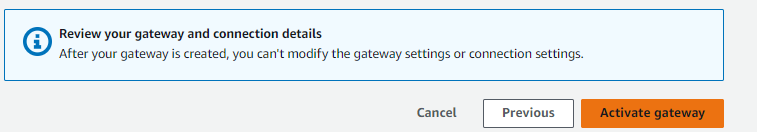 Review your gateway and connection details
After your gateway is created, you can't modify the gateway settings or connection settings.
Cancel Previous Activate gateway